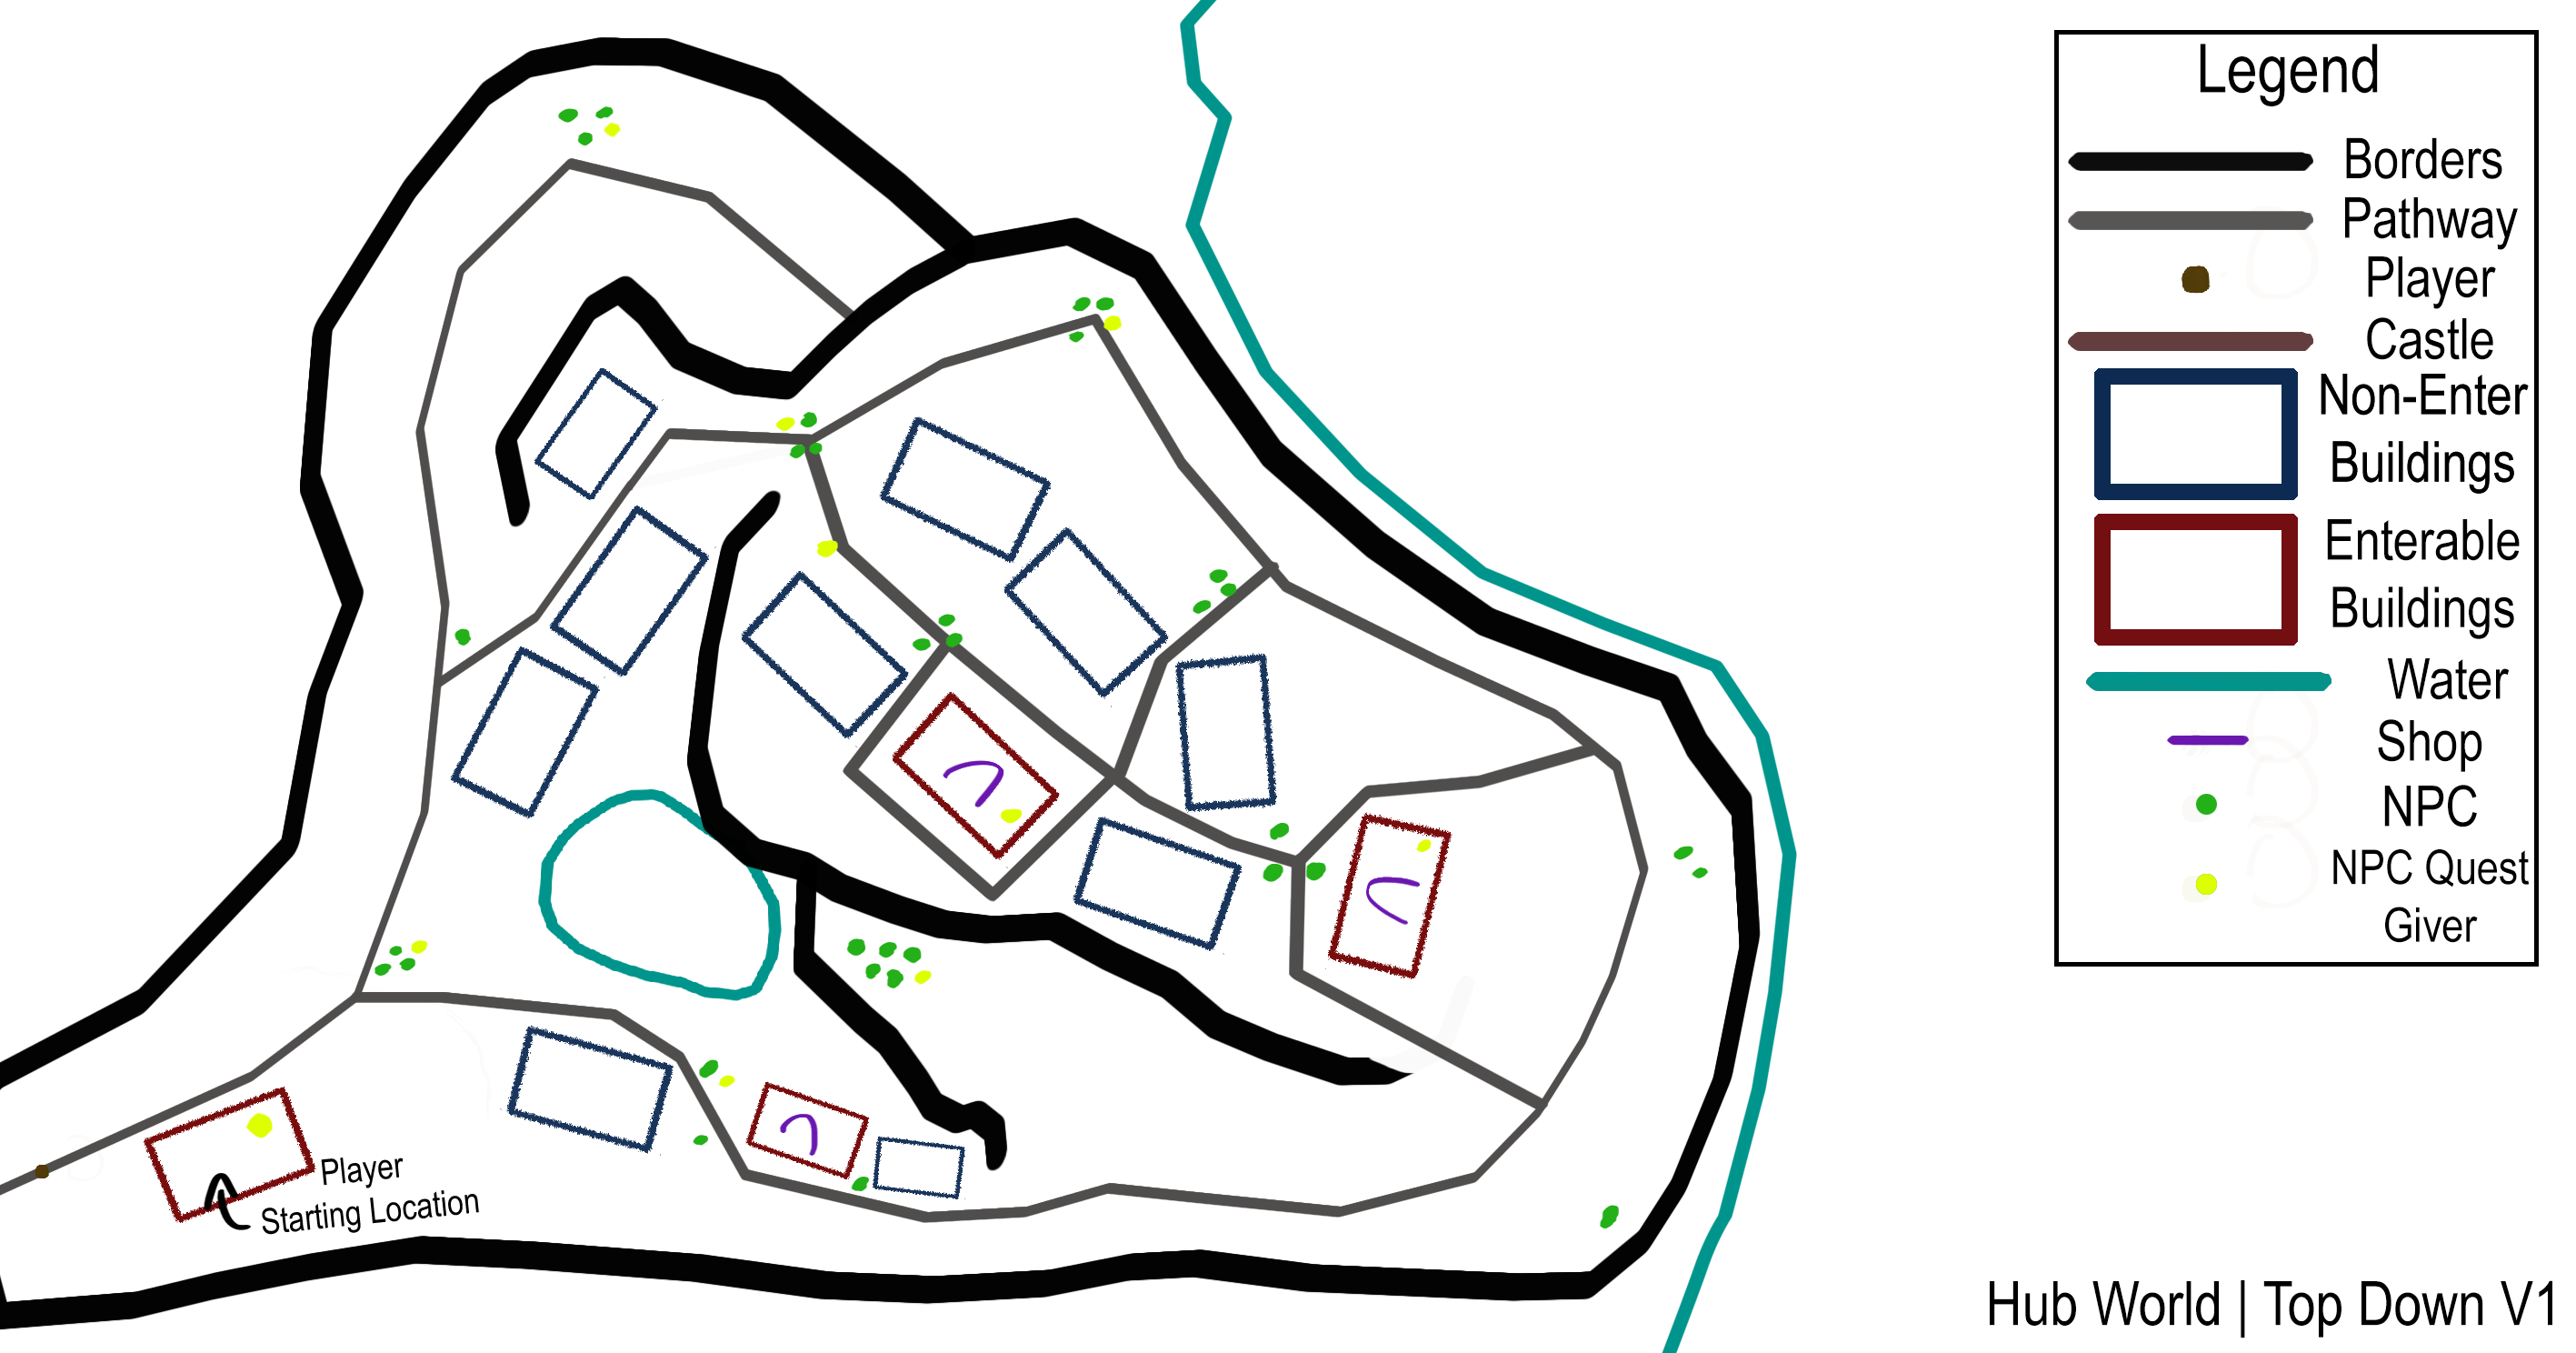 Legend
Borders
Pathway
Player
Castle
Non-Enter
Buildings
Enterable
Buildings
Water
Shop
NPC
NPC Quest
Giver
Player
Starting Location
Hub World | Top Down V1